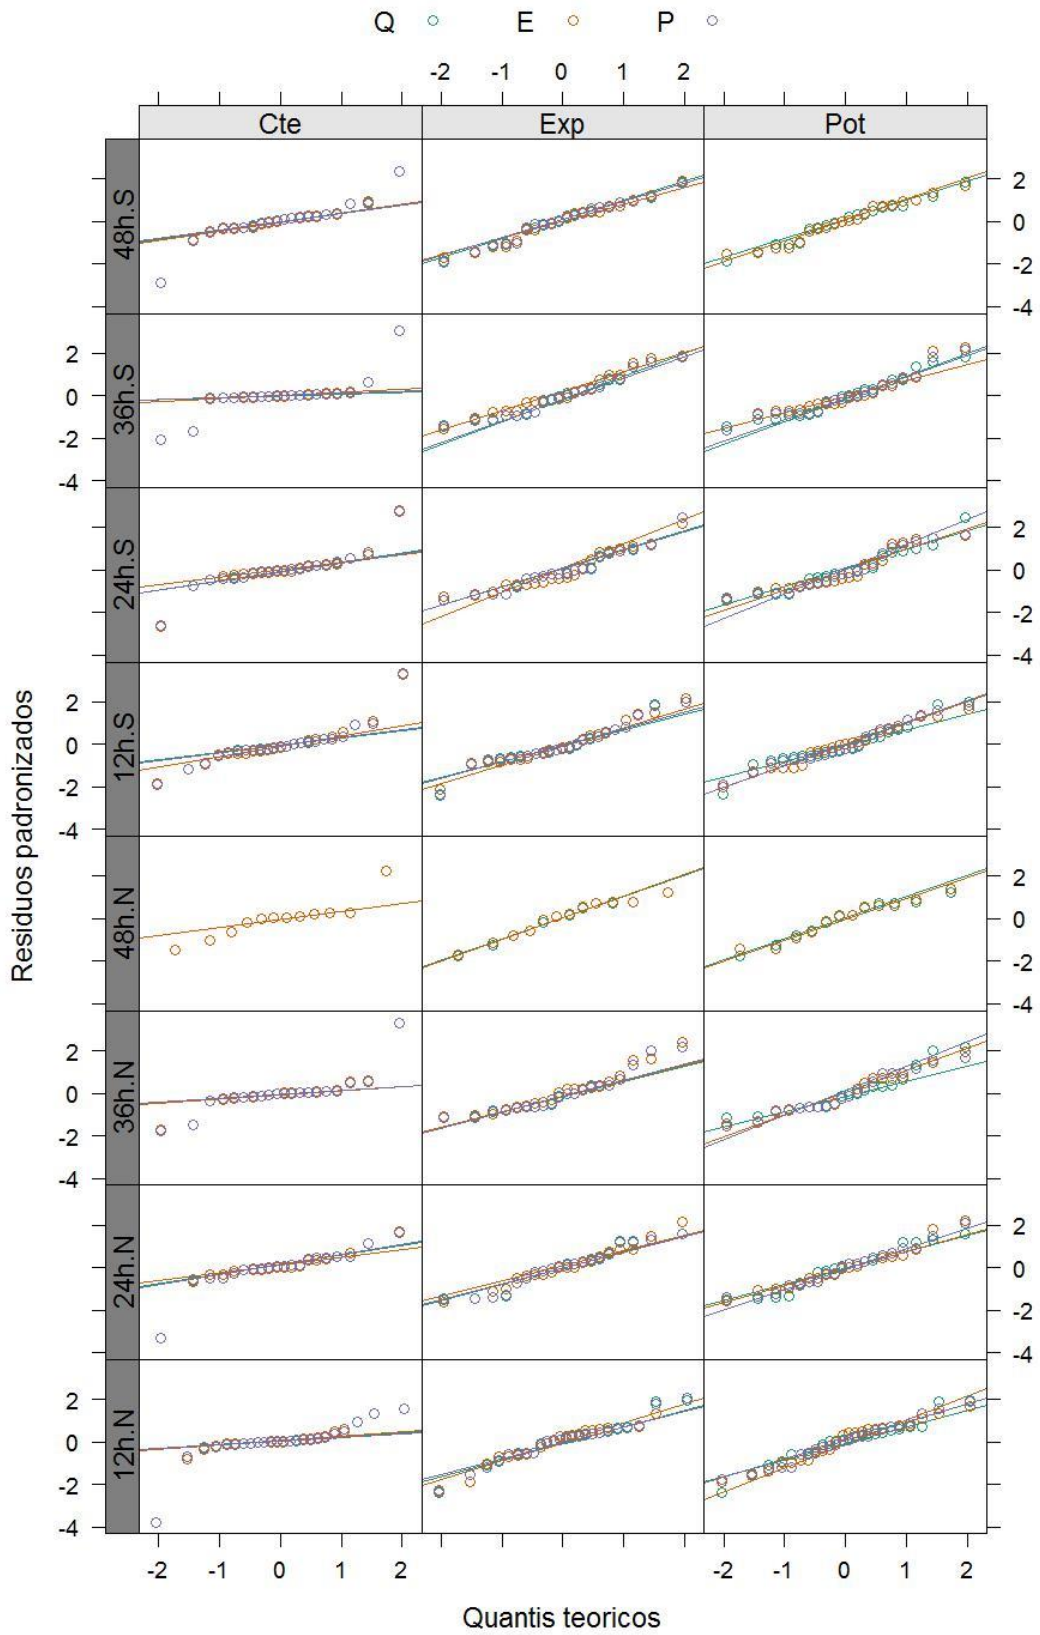 Q E P
-2 -1 0 1 2
Cte Exp Pot
48h.S
2
0
-2
-4
36h.S
2
0
-2
-4
24h.S
2
0
-2
-4
12h.S
2
0
-2
-4
48h.N
2
0
-2
-4
36h.N
2
0
-2
-4
24h.N
2
0
-2
-4
12h.N
2
0
-2
-4
Residuos padronizados
-2 -1 0 1 2 -2 -1 0 1 2
Quantis teoricos